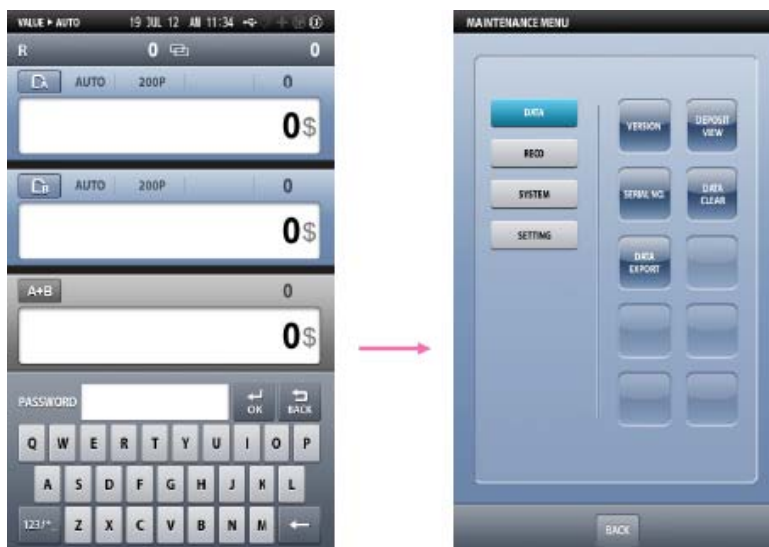 VALUE ▸ AUTO 19 JUL 12 AM 11:34
R 0 0
A AUTO 200P 0
0$
B AUTO 200P 0
0$
A+B 0
0$
PASSWORD OK BACK
Q W E R T Y U I O P
A S D F G H J K L
123/*. Z X C V B N M ←
MAINTENANCE MENU
DATA
RECO
SYSTEM
SETTING
VERSION
DEPOSIT
VIEW
SERIAL NO.
DATA
CLEAR
DATA
EXPORT
BACK